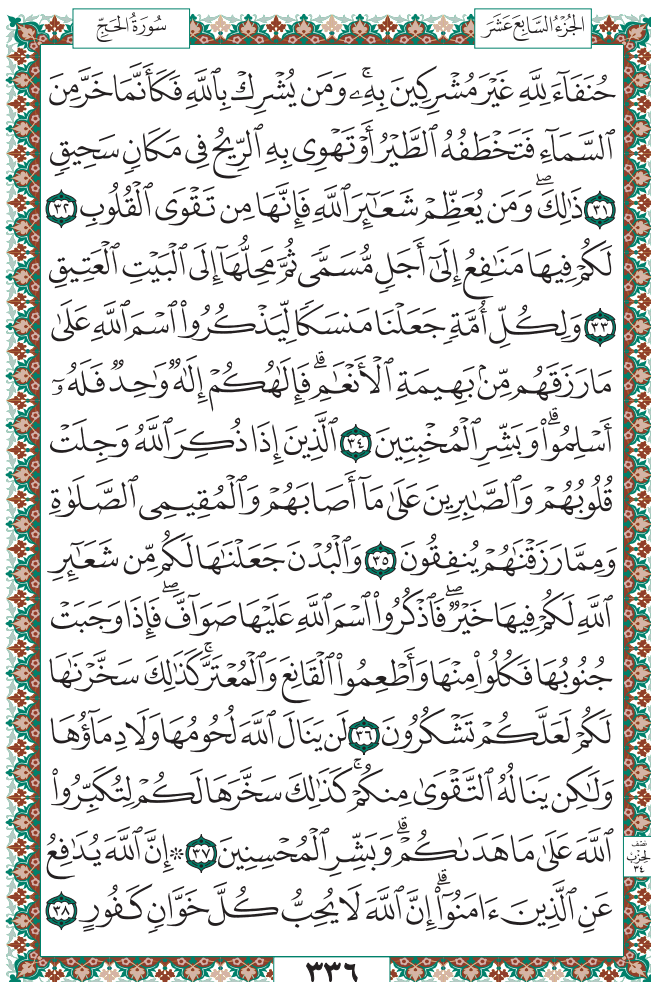 الجُزْءُ السَّابِعَ عَشَرَ
سُورَةُ الحَجِّ
حُنَفَآءَ لِلَّهِ غَيْرَ مُشْرِكِينَ بِهِۦۚ وَمَن يُشْرِكْ بِٱللَّهِ فَكَأَنَّمَا خَرَّ مِنَ
ٱلسَّمَآءِ فَتَخْطَفُهُ ٱلطَّيْرُ أَوْ تَهْوِى بِهِ ٱلرِّيحُ فِى مَكَانٍ سَحِيقٍ
٣١ ذَٰلِكَۖ وَمَن يُعَظِّمْ شَعَـٰٓئِرَ ٱللَّهِ فَإِنَّهَا مِن تَقْوَى ٱلْقُلُوبِ ٣٢
لَكُمْ فِيهَا مَنَـٰفِعُ إِلَىٰٓ أَجَلٍ مُّسَمًّى ثُمَّ مَحِلُّهَآ إِلَى ٱلْبَيْتِ ٱلْعَتِيقِ
٣٣ وَلِكُلِّ أُمَّةٍ جَعَلْنَا مَنسَكًا لِّيَذْكُرُوا۟ ٱسْمَ ٱللَّهِ عَلَىٰ
مَا رَزَقَهُم مِّنۢ بَهِيمَةِ ٱلْأَنْعَـٰمِۗ فَإِلَـٰهُكُمْ إِلَـٰهٌ وَٰحِدٌ فَلَهُۥٓ
أَسْلِمُوا۟ۗ وَبَشِّرِ ٱلْمُخْبِتِينَ ٣٤ ٱلَّذِينَ إِذَا ذُكِرَ ٱللَّهُ وَجِلَتْ
قُلُوبُهُمْ وَٱلصَّـٰبِرِينَ عَلَىٰ مَآ أَصَابَهُمْ وَٱلْمُقِيمِى ٱلصَّلَوٰةِ
وَمِمَّا رَزَقْنَـٰهُمْ يُنفِقُونَ ٣٥ وَٱلْبُدْنَ جَعَلْنَـٰهَا لَكُم مِّن شَعَـٰٓئِرِ
ٱللَّهِ لَكُمْ فِيهَا خَيْرٌۖ فَٱذْكُرُوا۟ ٱسْمَ ٱللَّهِ عَلَيْهَا صَوَآفَّۖ فَإِذَا وَجَبَتْ
جُنُوبُهَا فَكُلُوا۟ مِنْهَا وَأَطْعِمُوا۟ ٱلْقَانِعَ وَٱلْمُعْتَرَّۚ كَذَٰلِكَ سَخَّرْنَـٰهَا
لَكُمْ لَعَلَّكُمْ تَشْكُرُونَ ٣٦ لَن يَنَالَ ٱللَّهَ لُحُومُهَا وَلَا دِمَآؤُهَا
وَلَـٰكِن يَنَالُهُ ٱلتَّقْوَىٰ مِنكُمْۚ كَذَٰلِكَ سَخَّرَهَا لَكُمْ لِتُكَبِّرُوا۟
ٱللَّهَ عَلَىٰ مَا هَدَىٰكُمْۗ وَبَشِّرِ ٱلْمُحْسِنِينَ ٣٧ ۞ إِنَّ ٱللَّهَ يُدَٰفِعُ
عَنِ ٱلَّذِينَ ءَامَنُوٓا۟ۗ إِنَّ ٱللَّهَ لَا يُحِبُّ كُلَّ خَوَّانٍ كَفُورٍ ٣٨
نصف
الحزب
٣٤
٣٣٦